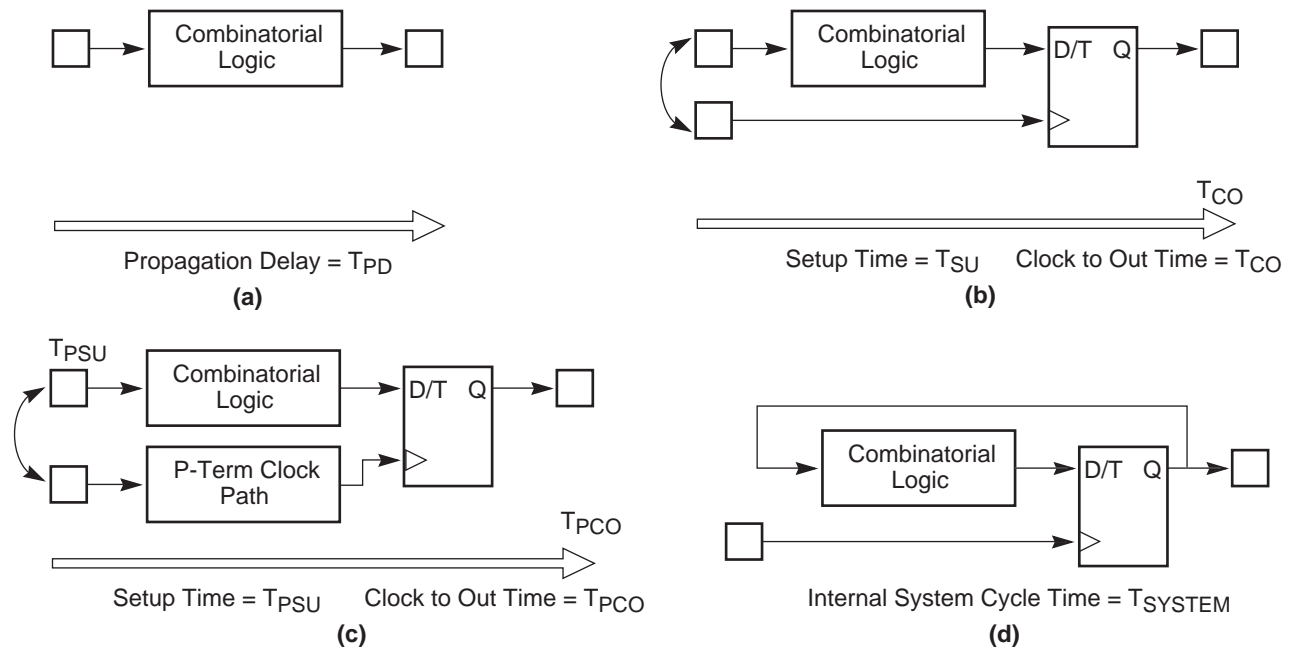 Combinatorial
Logic
Propagation Delay = TPD
(a)
Combinatorial
Logic
D/T Q
TCO
Setup Time = TSU Clock to Out Time = TCO
(b)
TPSU
Combinatorial
Logic
D/T Q
P-Term Clock
Path
TPCO
Setup Time = TPSU Clock to Out Time = TPCO
(c)
Combinatorial
Logic
D/T Q
Internal System Cycle Time = TSYSTEM
(d)